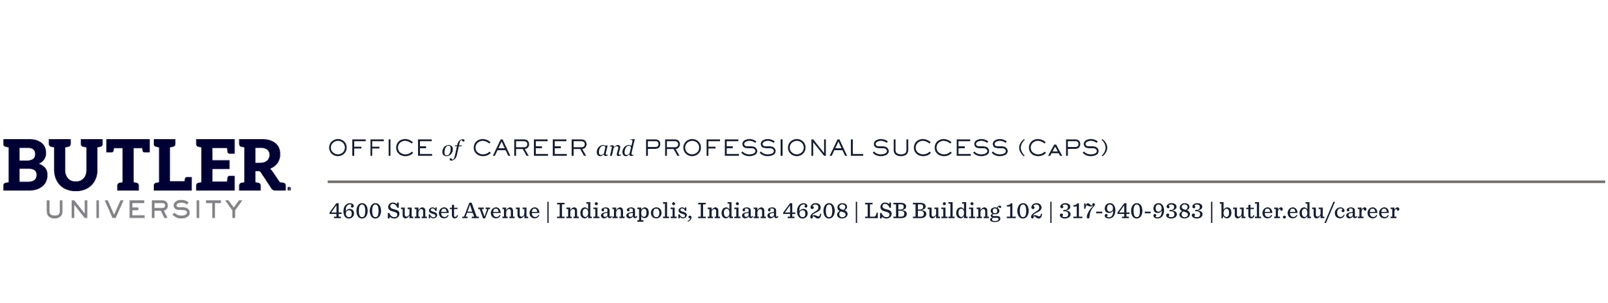 BUTLER
UNIVERSITY
OFFICE of CAREER and PROFESSIONAL SUCCESS (CaPS)
4600 Sunset Avenue | Indianapolis, Indiana 46208 | LSB Building 102 | 317-940-9383 | butler.edu/career